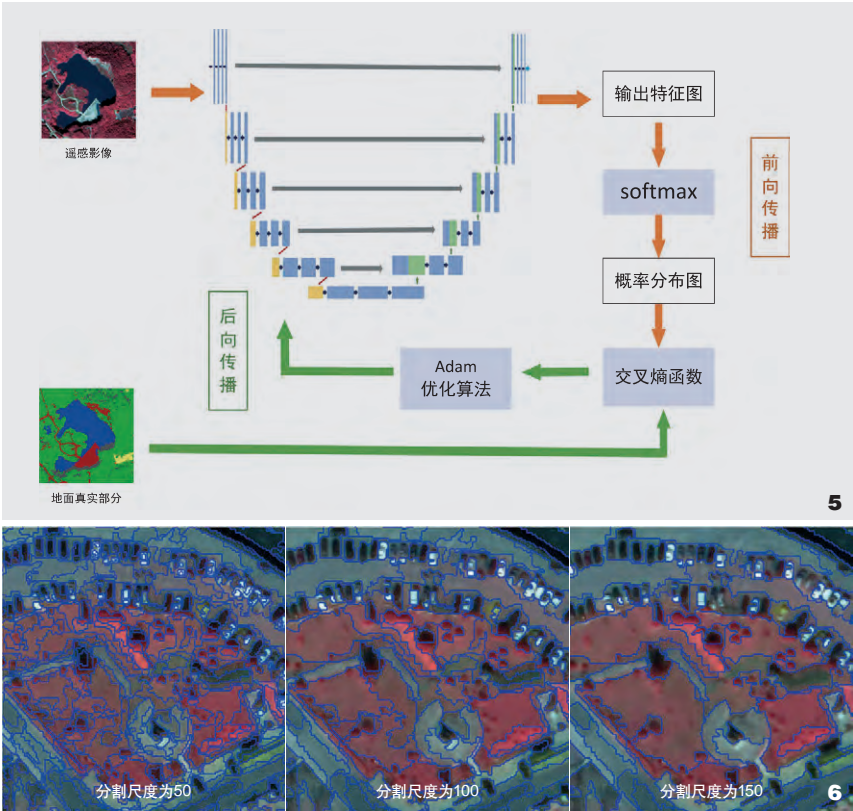 遥感影像
输出特征图
softmax
概率分布图
交叉熵函数
前向传播
后向传播
Adam
优化算法
地面真实部分
5
分割尺度为50
分割尺度为100
分割尺度为150
6